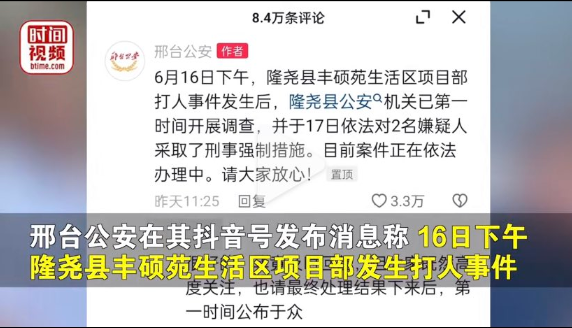 时间
视频
btime.com
8.4万条评论
邢台公安 作者
6月16日下午，隆尧县丰硕苑生活区项目部
打人事件发生后，隆尧县公安机关已第一
时间开展调查，并于17日依法对2名嫌疑人
采取了刑事强制措施。目前案件正在依法
办理中。请大家放心！ 置顶
昨天11:25 回复 3.3万
邢台公安在其抖音号发布消息称 16日下午
隆尧县丰硕苑生活区项目部发生打人事件
度关注，也请最终处理结果下来后，第
一时间公布于众